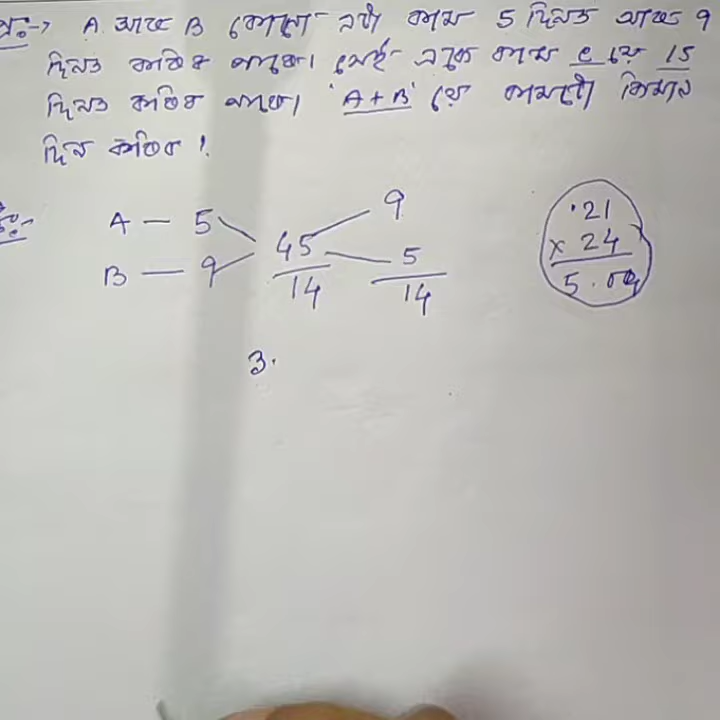 প্ৰঃ→ A আৰু B কোনো এটা কাম 5 দিনত আৰু 9
দিনত কৰিব পাৰে। সেই একে কাম C য়ে 15
দিনত কৰিব পাৰে। 'A+B' য়ে কামটো কিমান
দিন কৰিব?
উঃ-
A — 5
B — 9
45
14
9
5
14
.21
x 24
5.04
3.